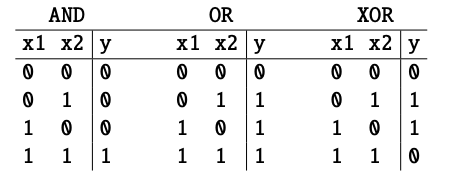 AND OR XOR
x1 x2 y x1 x2 y x1 x2 y
0 0 0 0 0 0 0 0 0
0 1 0 0 1 1 0 1 1
1 0 0 1 0 1 1 0 1
1 1 1 1 1 1 1 1 0